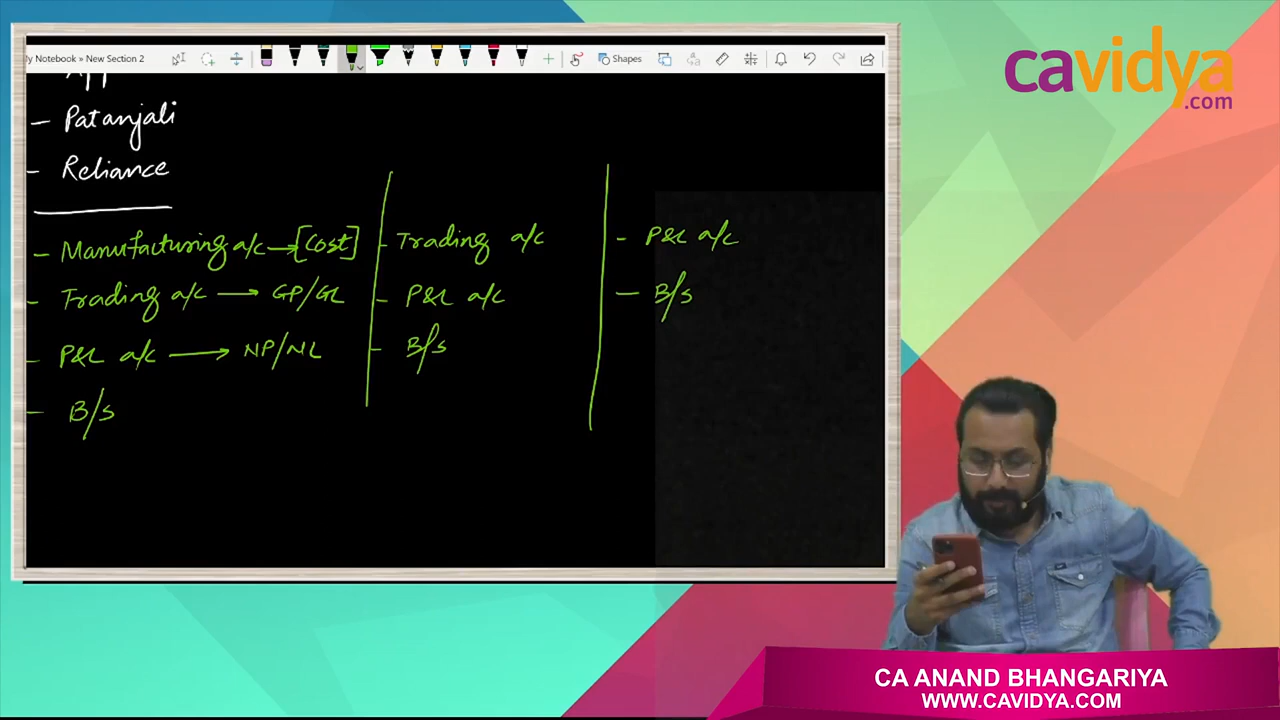 y Notebook » New Section 2
Shapes
cavidya
.com
- Patanjali
- Reliance
- Manufacturing a/c → [Cost]
- Trading a/c → GP/GL
- P&L a/c → NP/NL
- B/s
- Trading a/c
- P&L a/c
- B/s
- P&L a/c
- B/s
CA ANAND BHANGARIYA
WWW.CAVIDYA.COM